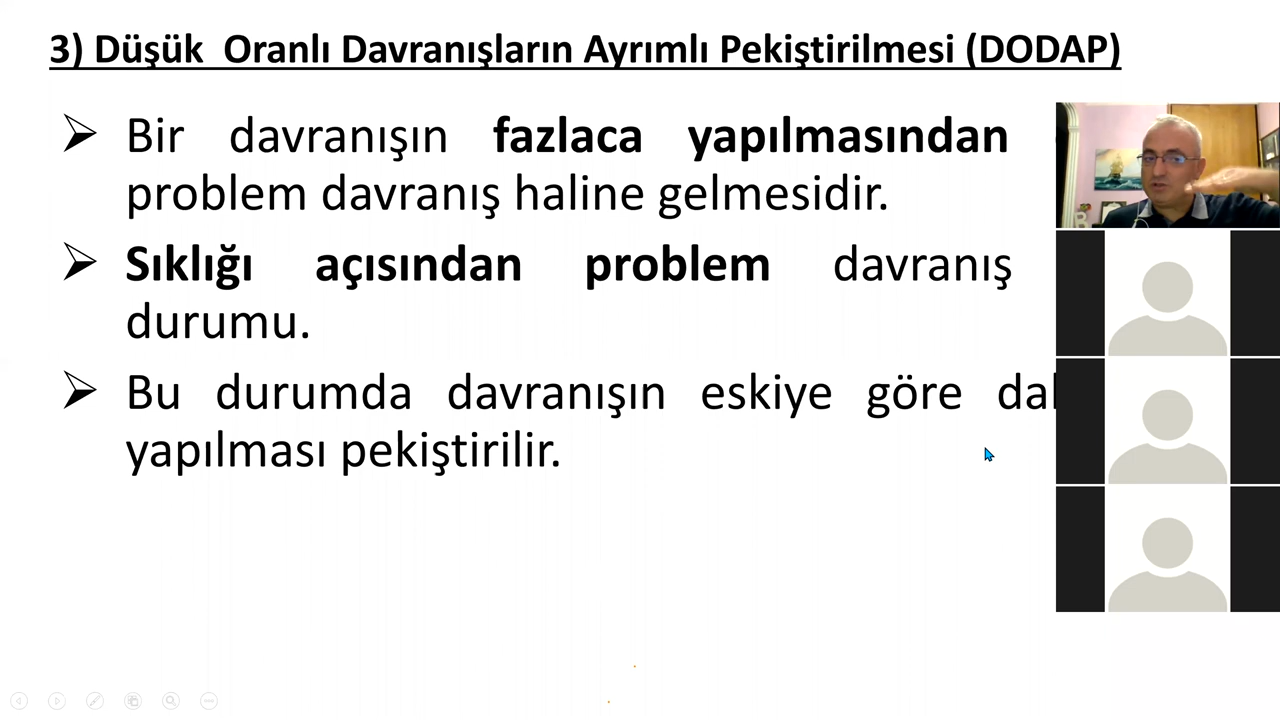 3) Düşük Oranlı Davranışların Ayrımlı Pekiştirilmesi (DODAP)
Bir davranışın fazlaca yapılmasından
problem davranış haline gelmesidir.
Sıklığı açısından problem davranış
durumu.
Bu durumda davranışın eskiye göre
yapılması pekiştirilir.